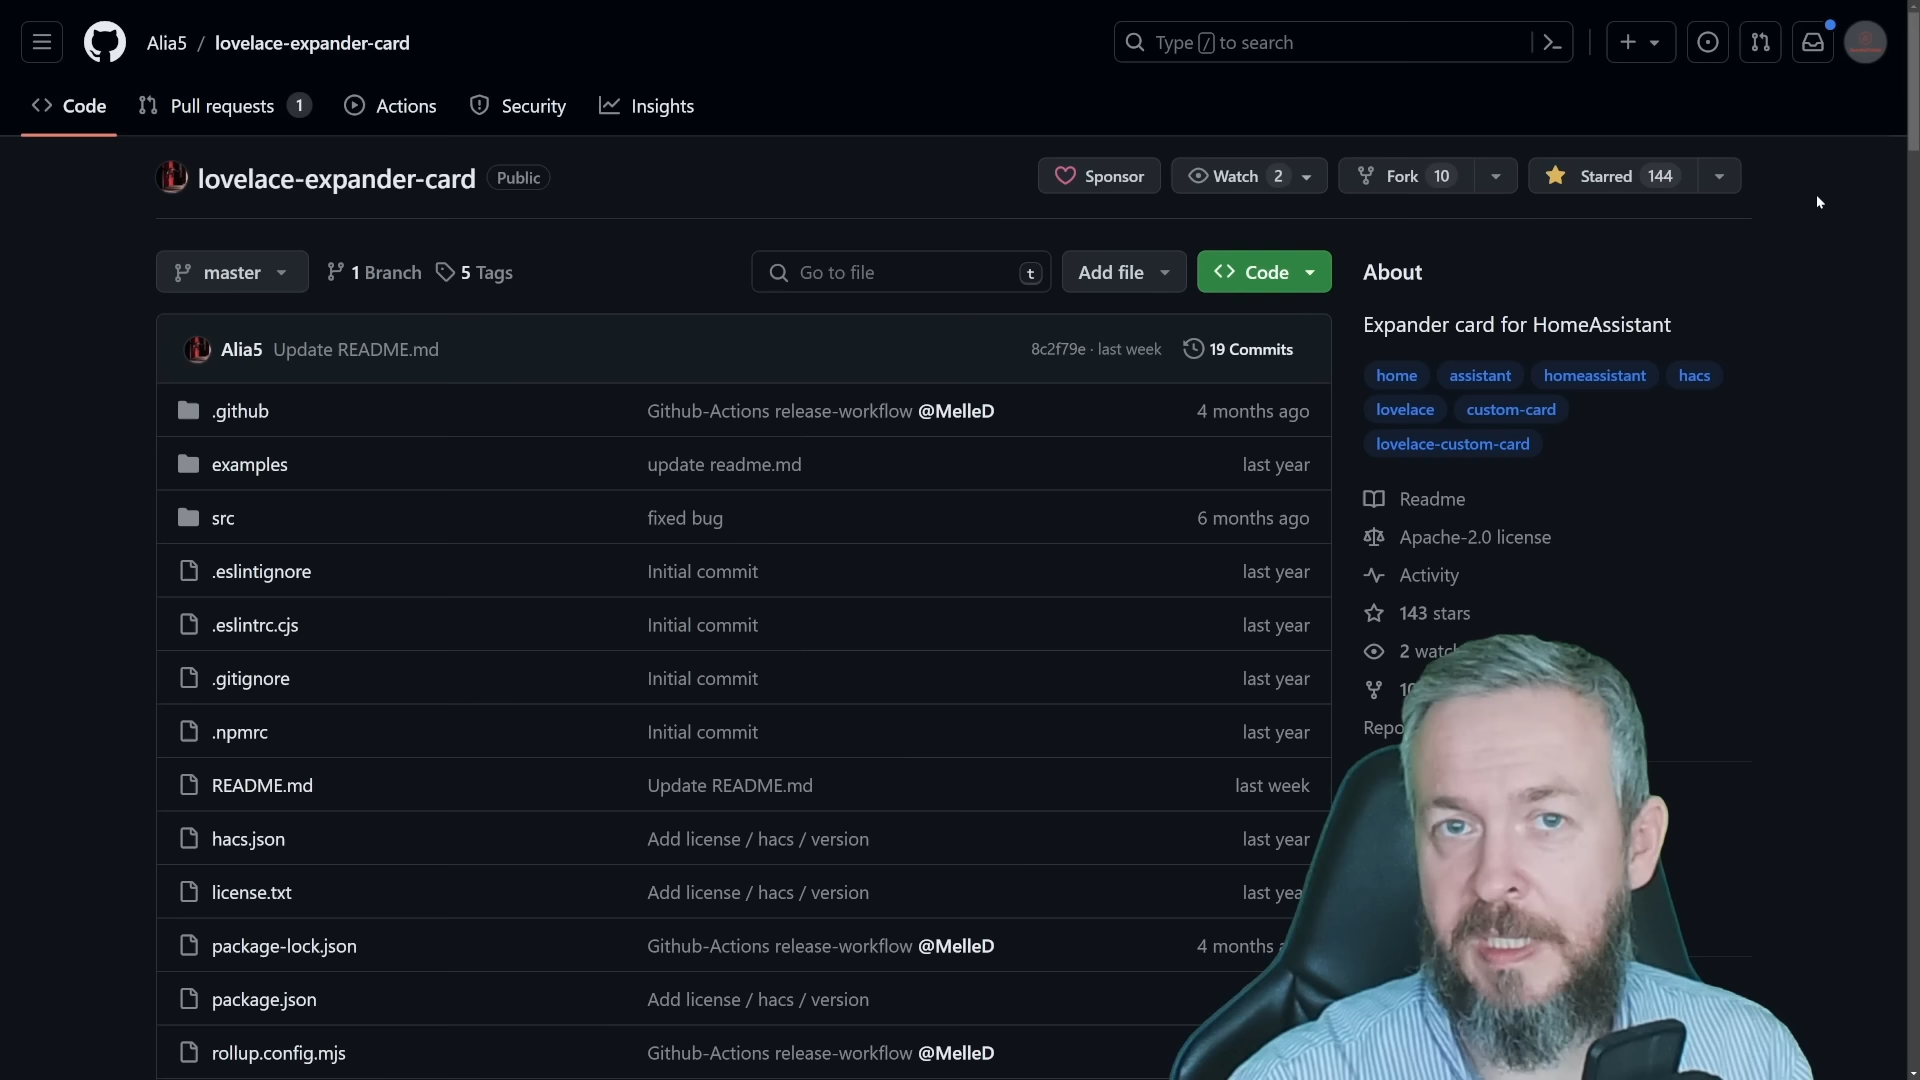 Alia5 / lovelace-expander-card
Type / to search
Code
Pull requests 1
Actions
Security
Insights
lovelace-expander-card Public
Sponsor
Watch 2
Fork 10
Starred 144
master
1 Branch
5 Tags
Go to file t
Add file
Code
Alia5 Update README.md 8c2f79e · last week 19 Commits
.github Github-Actions release-workflow @MelleD 4 months ago
examples update readme.md last year
src fixed bug 6 months ago
.eslintignore Initial commit last year
.eslintrc.cjs Initial commit last year
.gitignore Initial commit last year
.npmrc Initial commit last year
README.md Update README.md last week
hacs.json Add license / hacs / version last year
license.txt Add license / hacs / version last
package-lock.json Github-Actions release-workflow @MelleD 4 months
package.json Add license / hacs / version
rollup.config.mjs Github-Actions release-workflow @MelleD
About
Expander card for HomeAssistant
home assistant homeassistant hacs
lovelace custom-card
lovelace-custom-card
Readme
Apache-2.0 license
Activity
143 stars
2